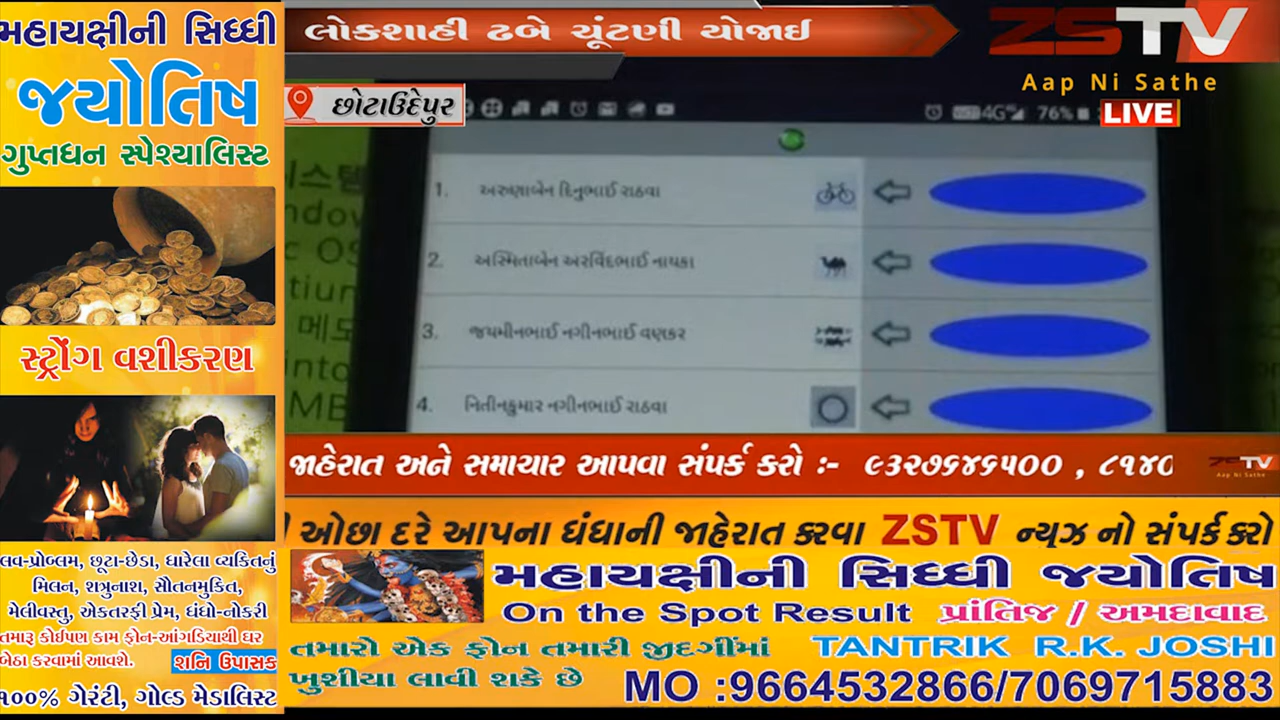 મહાયક્ષીની સિધ્ધી
જ્યોતિષ
ગુપ્તધન સ્પેશ્યાલિસ્ટ
સ્ટ્રોંગ વશીકરણ
લવ-પ્રોબ્લમ, છૂટા-છેડા, ધારેલા વ્યકિતનું
મિલન, શત્રુનાશ, સૌતનમુકિત,
મેલીવસ્તુ, એકતરફી પ્રેમ, ધંધો-નોકરી
તમારૂ કોઈપણ કામ ફોન-આંગડિયાથી ઘર
બેઠા કરવામાં આવશે.
શનિ ઉપાસક
૧૦૦% ગેરંટી, ગોલ્ડ મેડાલિસ્ટ
લોકશાહી ઢબે ચૂંટણી યોજાઇ
ZSTV
Aap Ni Sathe
LIVE
છોટાઉદેપુર
4G 76%
1. અરુણાબેન દિનુભાઈ રાઠવા
2. અસ્મિતાબેન અરવિંદભાઈ નાયકા
3. જયમીનભાઈ નગીનભાઈ વણકર
4. નિતીનકુમાર નગીનભાઈ રાઠવા
જાહેરાત અને સમાચાર આપવા સંપર્ક કરો :- ૯૩૨૭૬૪૬૫૦૦ , ૮૧૪૦
ZSTV
Aap Ni Sathe
ઓછા દરે આપના ધંધાની જાહેરાત કરવા ZSTV ન્યૂઝ નો સંપર્ક કરો
મહાયક્ષીની સિધ્ધી જ્યોતિષ
On the Spot Result પ્રાંતિજ / અમદાવાદ
તમારો એક ફોન તમારી જીદગીંમાં
ખુશીયા લાવી શકે છે
TANTRIK R.K. JOSHI
MO :9664532866/7069715883